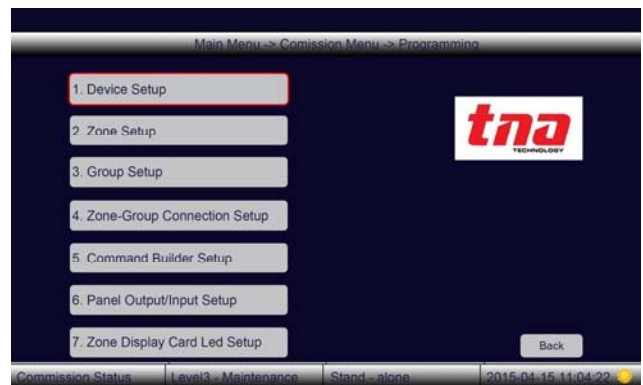 Main Menu -> Comission Menu -> Programming
1. Device Setup
2. Zone Setup
3. Group Setup
4. Zone-Group Connection Setup
5. Command Builder Setup
6. Panel Output/Input Setup
7. Zone Display Card Led Setup
tna
TECHNOLOGY
Back
Commission Status Level3 - Maintenance Stand - alone 2015-04-15 11:04:22